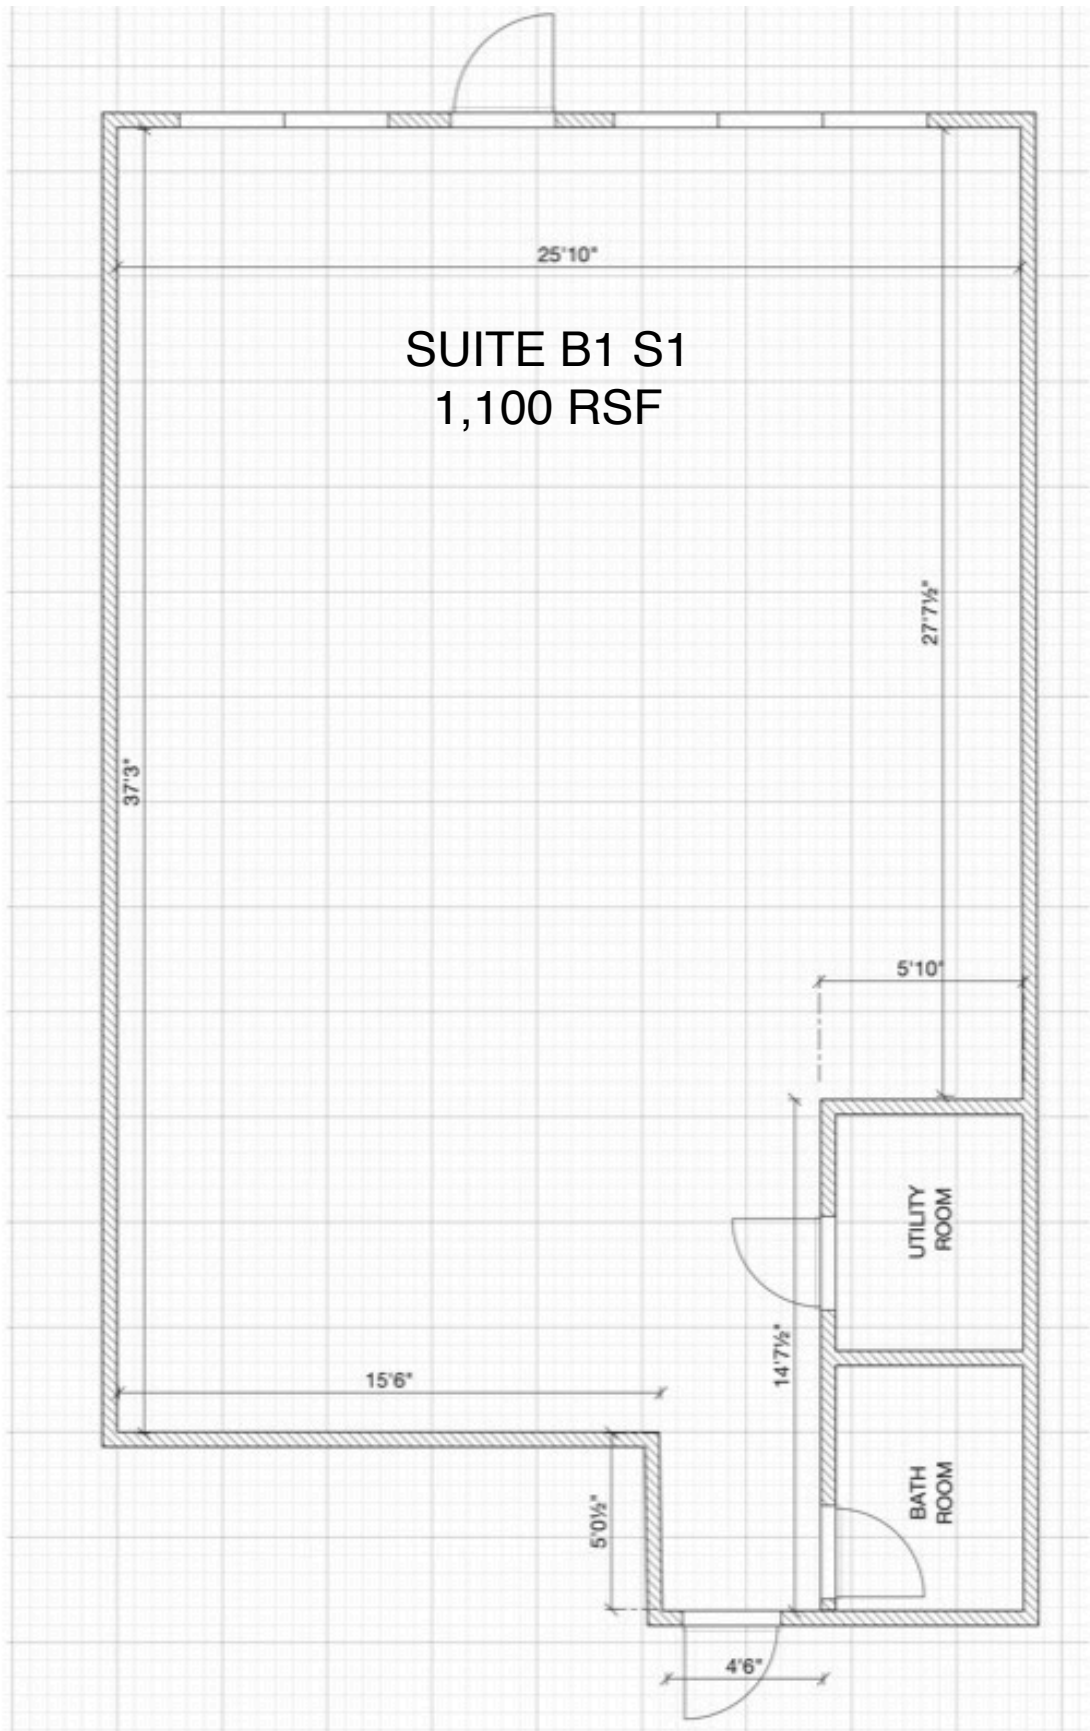 25'10"
SUITE B1 S1
1,100 RSF
27'7½"
37'3"
5'10"
UTILITY
ROOM
14'7½"
15'6"
BATH
ROOM
5'0½"
4'6"